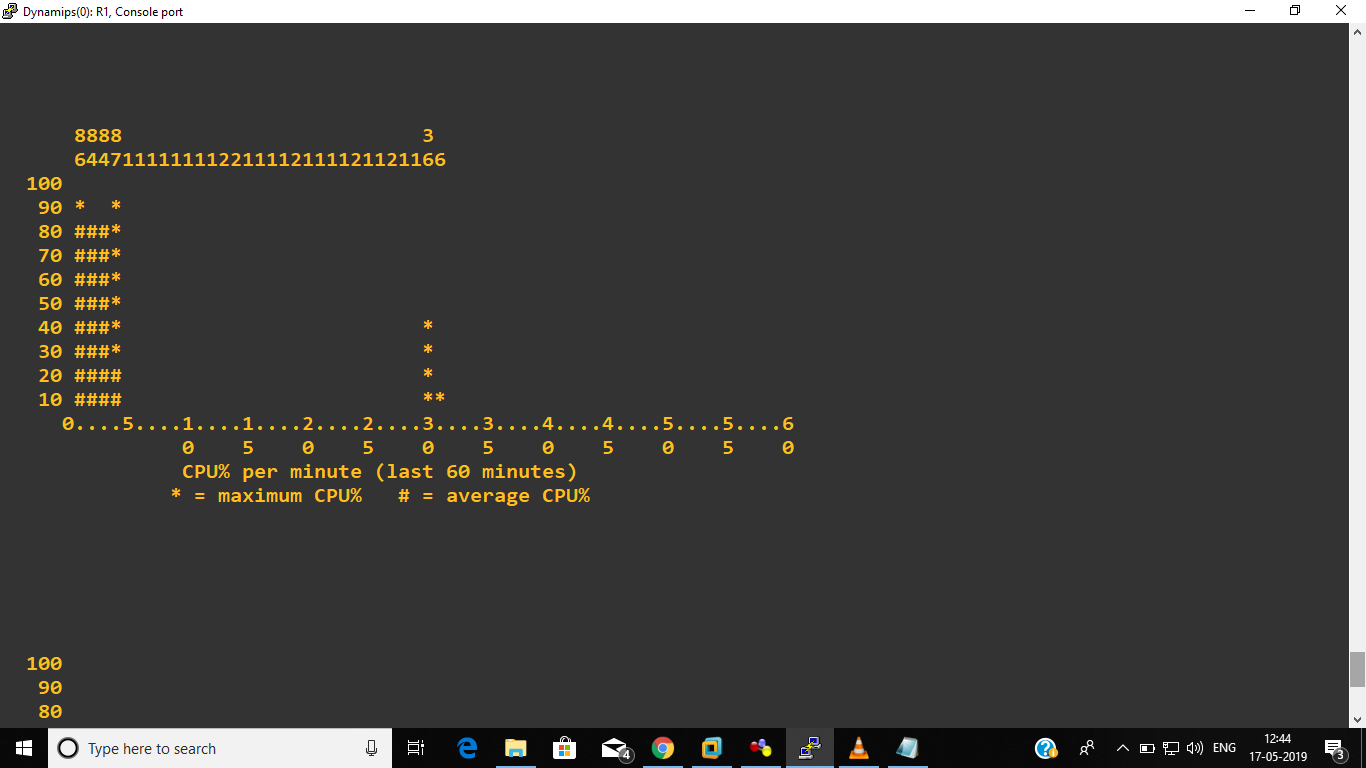 Dynamips(0): R1, Console port
8888                         3
6447111111112211112111121121166
100
90 *  *
80 ###*
70 ###*
60 ###*
50 ###*
40 ###*                         *
30 ###*                         *
20 ####                         *
10 ####                         **
0....5....1....1....2....2....3....3....4....4....5....5....6
0    5    0    5    0    5    0    5    0    5    0
CPU% per minute (last 60 minutes)
* = maximum CPU%   # = average CPU%
100
90
80
Type here to search
4
ENG
12:44
17-05-2019
3